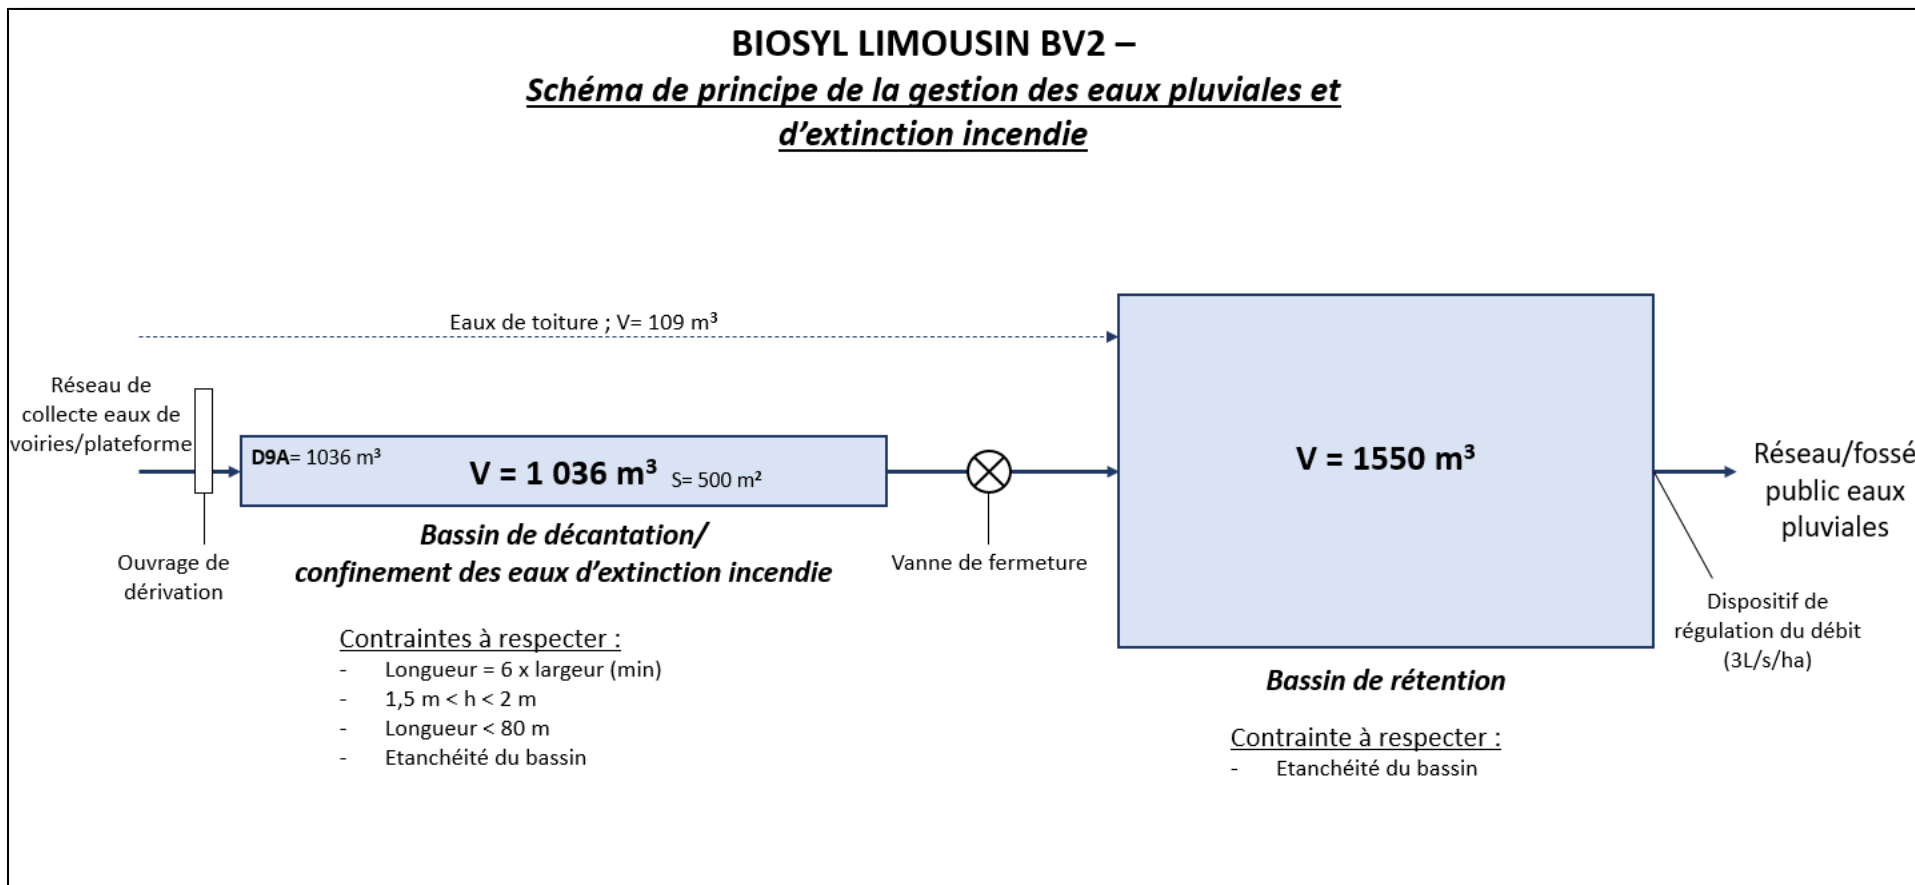 BIOSYL LIMOUSIN BV2 –
Schéma de principe de la gestion des eaux pluviales et
d’extinction incendie
Eaux de toiture ; V= 109 m³
Réseau de
collecte eaux de
voiries/plateforme
Ouvrage de
dérivation
D9A= 1036 m³
V = 1 036 m³ S= 500 m²
Bassin de décantation/
confinement des eaux d’extinction incendie
Contraintes à respecter :
- Longueur = 6 x largeur (min)
- 1,5 m < h < 2 m
- Longueur < 80 m
- Etanchéité du bassin
Vanne de fermeture
V = 1550 m³
Bassin de rétention
Contrainte à respecter :
- Etanchéité du bassin
Réseau/fossé
public eaux
pluviales
Dispositif de
régulation du débit
(3L/s/ha)